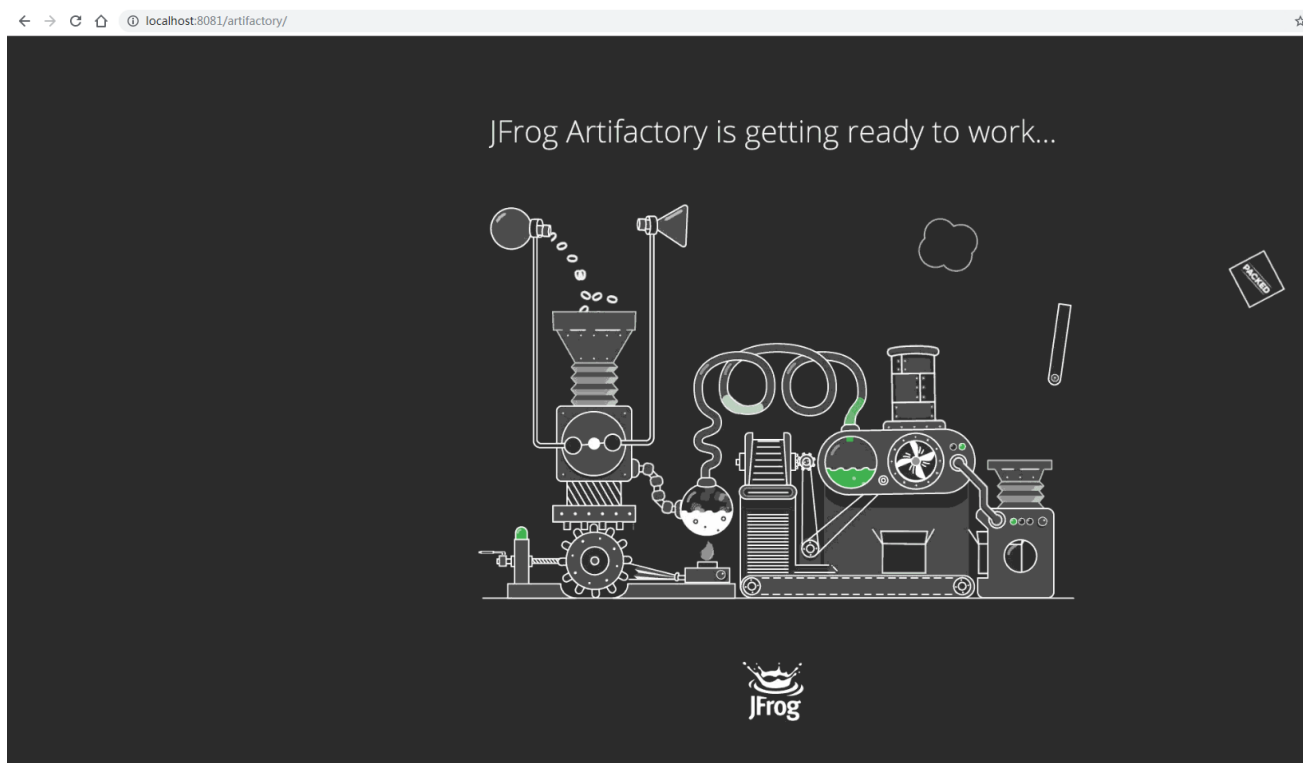 localhost:8081/artifactory/
JFrog Artifactory is getting ready to work...
PACKED
JFrog